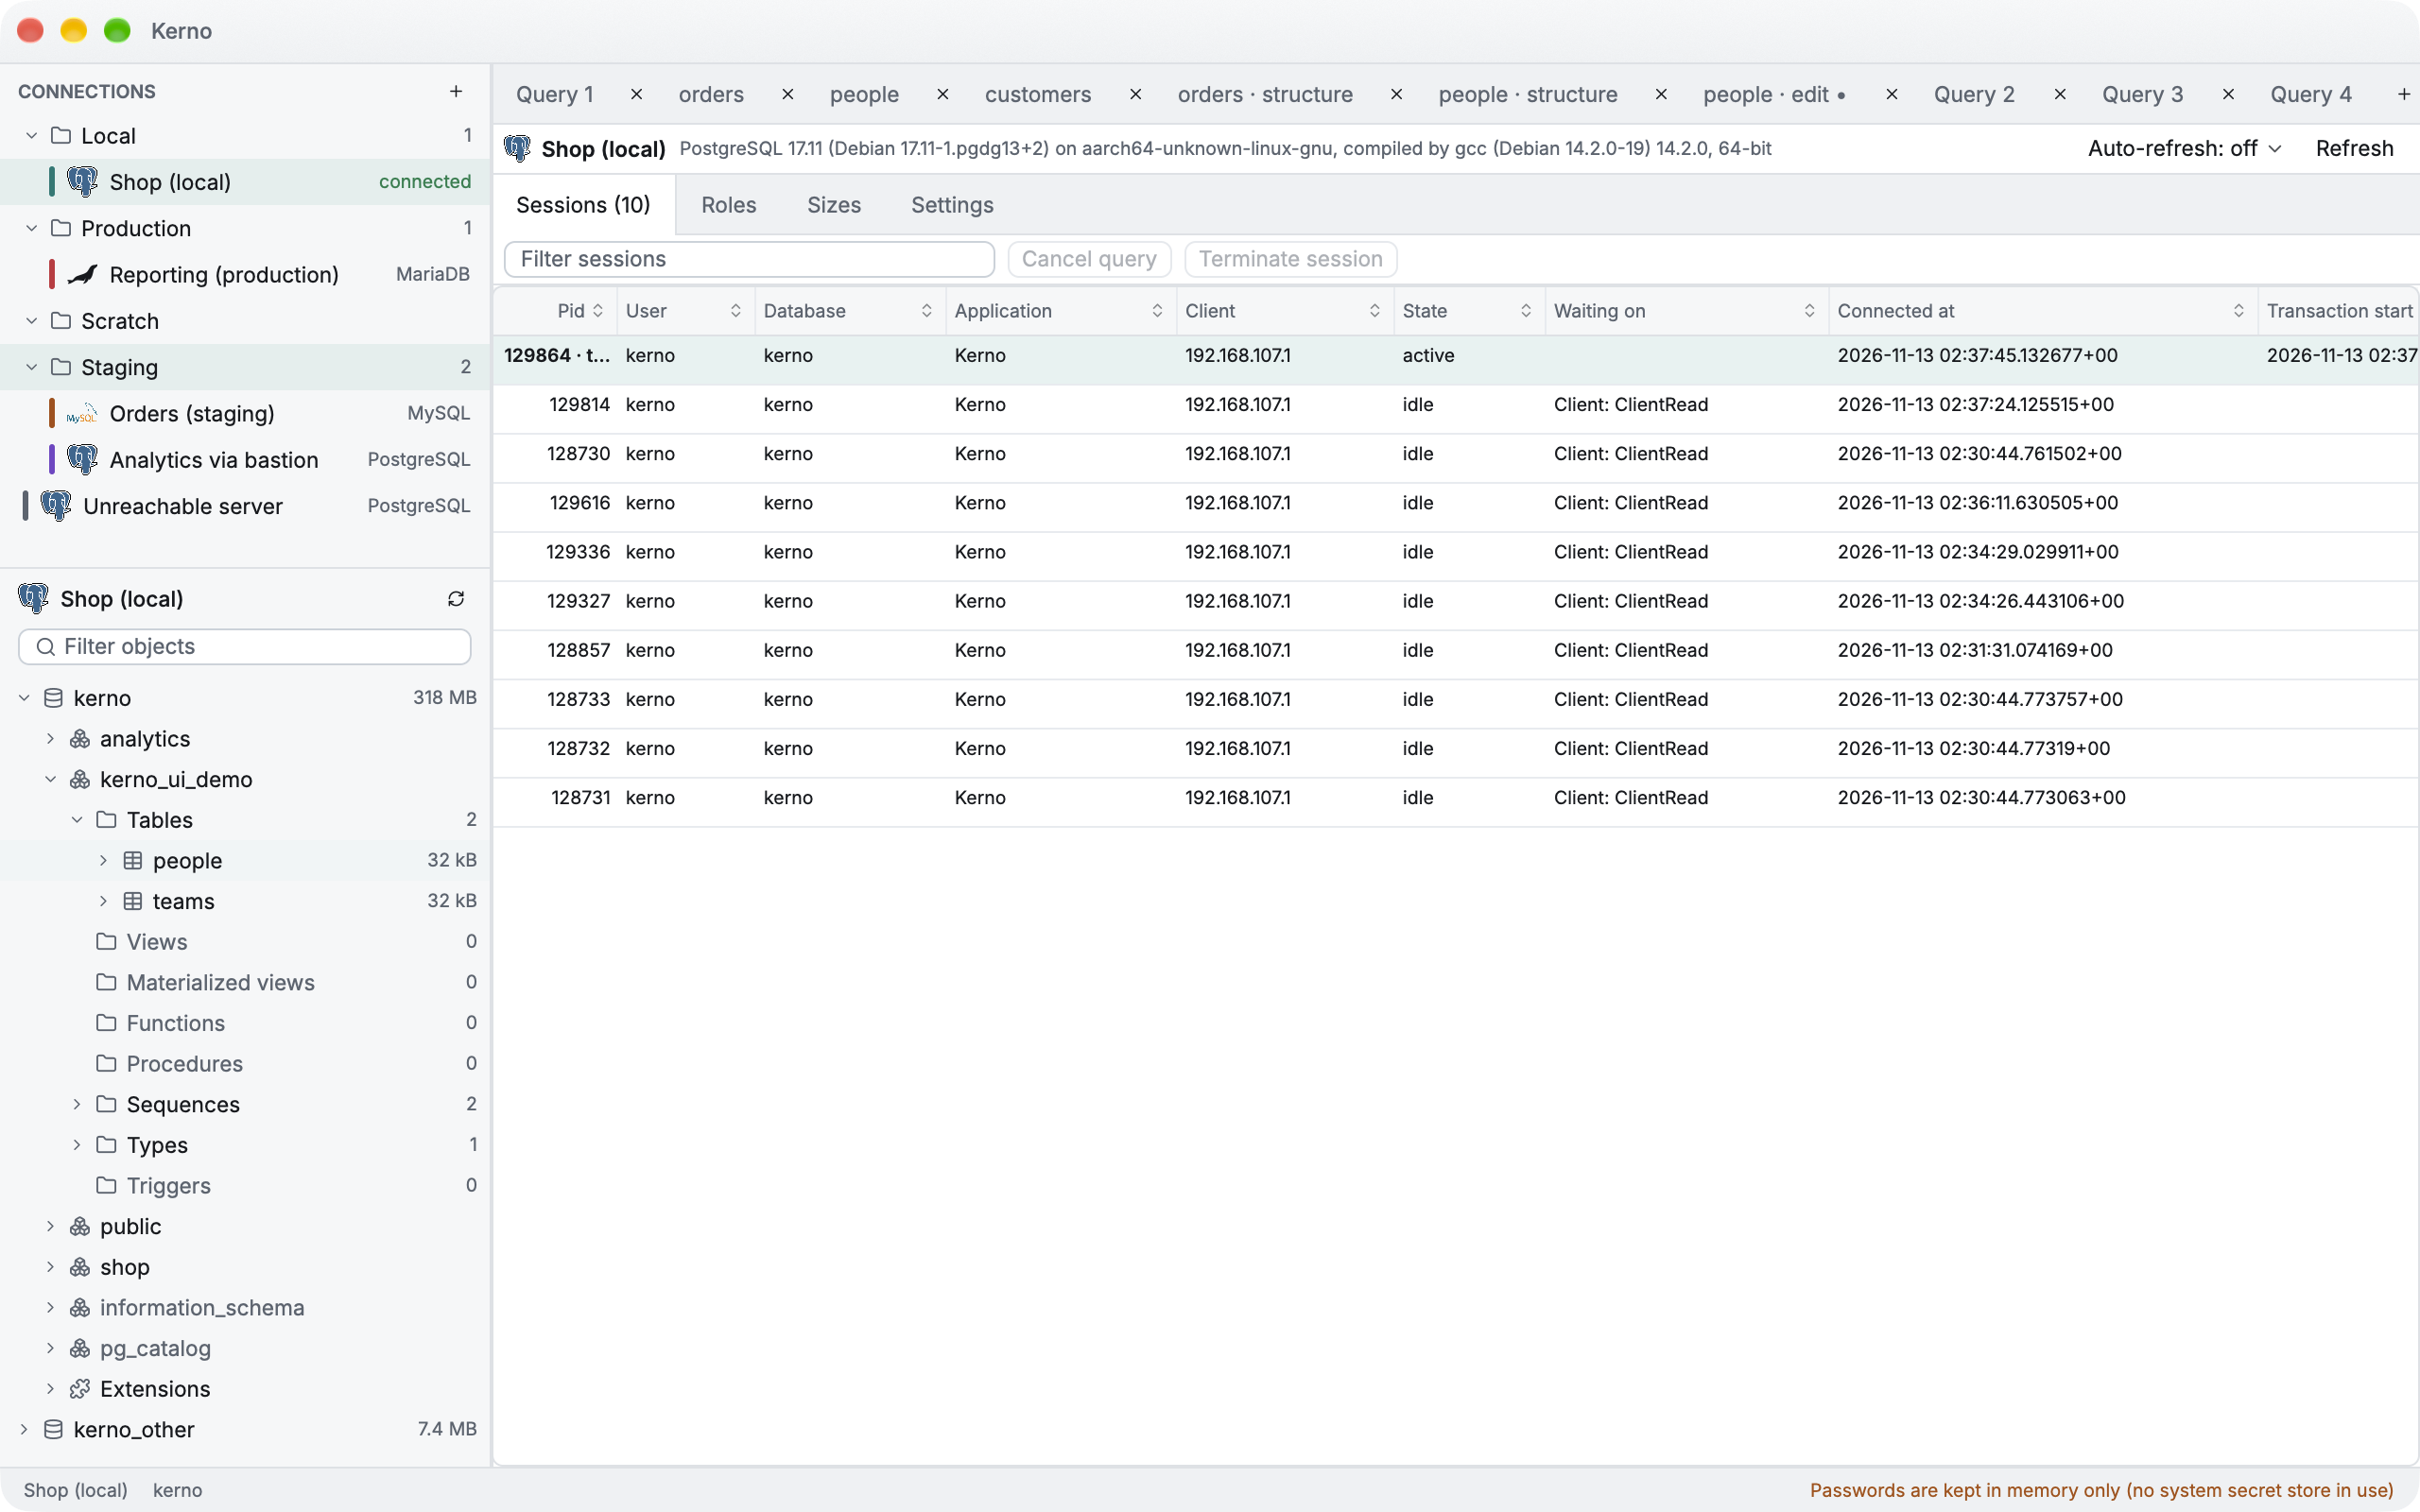 Kerno
CONNECTIONS
Local 1
Shop (local) connected
Production 1
Reporting (production) MariaDB
Scratch
Staging 2
MySQL Orders (staging) MySQL
Analytics via bastion PostgreSQL
Unreachable server PostgreSQL
Shop (local)
Filter objects
kerno 318 MB
analytics
kerno_ui_demo
Tables 2
people 32 kB
teams 32 kB
Views 0
Materialized views 0
Functions 0
Procedures 0
Sequences 2
Types 1
Triggers 0
public
shop
information_schema
pg_catalog
Extensions
kerno_other 7.4 MB
Query 1 × orders × people × customers × orders · structure × people · structure × people · edit • × Query 2 × Query 3 × Query 4 +
Shop (local) PostgreSQL 17.11 (Debian 17.11-1.pgdg13+2) on aarch64-unknown-linux-gnu, compiled by gcc (Debian 14.2.0-19) 14.2.0, 64-bit Auto-refresh: off Refresh
Sessions (10) Roles Sizes Settings
Filter sessions Cancel query Terminate session
Pid User Database Application Client State Waiting on Connected at Transaction start
129864 · t... kerno kerno Kerno 192.168.107.1 active 2026-11-13 02:37:45.132677+00 2026-11-13 02:37
129814 kerno kerno Kerno 192.168.107.1 idle Client: ClientRead 2026-11-13 02:37:24.125515+00
128730 kerno kerno Kerno 192.168.107.1 idle Client: ClientRead 2026-11-13 02:30:44.761502+00
129616 kerno kerno Kerno 192.168.107.1 idle Client: ClientRead 2026-11-13 02:36:11.630505+00
129336 kerno kerno Kerno 192.168.107.1 idle Client: ClientRead 2026-11-13 02:34:29.029911+00
129327 kerno kerno Kerno 192.168.107.1 idle Client: ClientRead 2026-11-13 02:34:26.443106+00
128857 kerno kerno Kerno 192.168.107.1 idle Client: ClientRead 2026-11-13 02:31:31.074169+00
128733 kerno kerno Kerno 192.168.107.1 idle Client: ClientRead 2026-11-13 02:30:44.773757+00
128732 kerno kerno Kerno 192.168.107.1 idle Client: ClientRead 2026-11-13 02:30:44.77319+00
128731 kerno kerno Kerno 192.168.107.1 idle Client: ClientRead 2026-11-13 02:30:44.773063+00
Shop (local) kerno Passwords are kept in memory only (no system secret store in use)